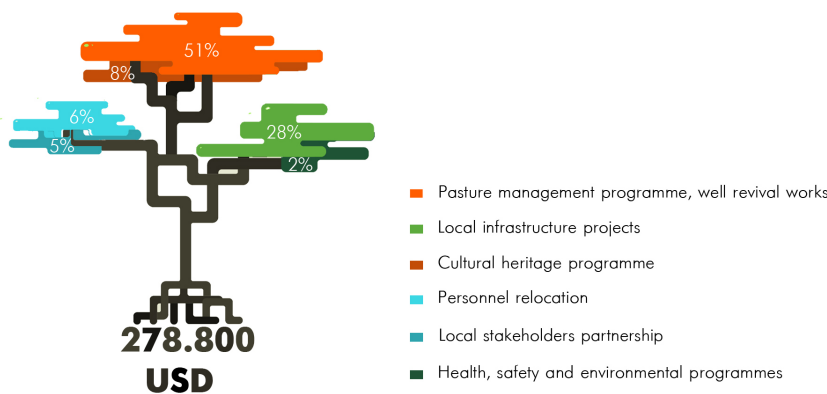 51%
8%
6%
28%
5%
2%
Pasture management programme, well revival works
Local infrastructure projects
Cultural heritage programme
Personnel relocation
Local stakeholders partnership
Health, safety and environmental programmes
278.800
USD